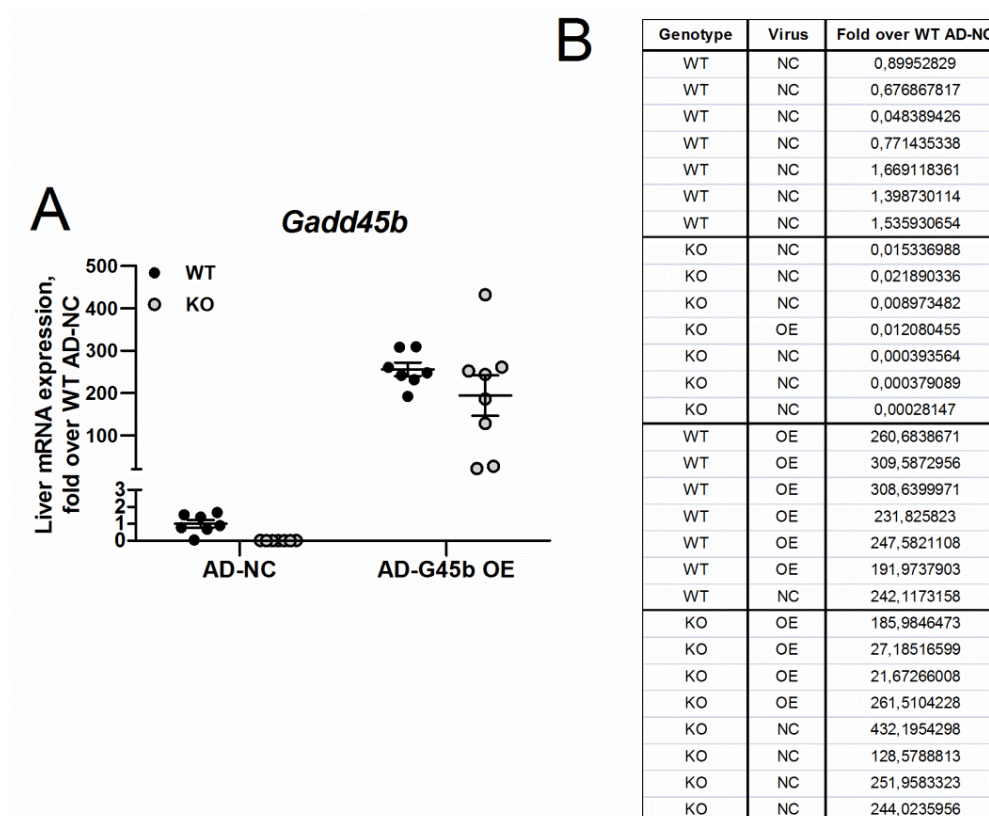 A
Gadd45b
Liver mRNA expression,
fold over WT AD-NC
500
400
300
200
100
3
2
1
0
WT
KO
AD-NC
AD-G45b OE
B
Genotype Virus Fold over WT AD-NC
WT NC 0,89952829
WT NC 0,676867817
WT NC 0,048389426
WT NC 0,771435338
WT NC 1,669118361
WT NC 1,398730114
WT NC 1,535930654
KO NC 0,015336988
KO NC 0,021890336
KO NC 0,008973482
KO OE 0,012080455
KO NC 0,000393564
KO NC 0,000379089
KO NC 0,00028147
WT OE 260,6838671
WT OE 309,5872956
WT OE 308,6399971
WT OE 231,825823
WT OE 247,5821108
WT OE 191,9737903
WT NC 242,1173158
KO OE 185,9846473
KO OE 27,18516599
KO OE 21,67266008
KO OE 261,5104228
KO NC 432,1954298
KO NC 128,5788813
KO NC 251,9583323
KO NC 244,0235956